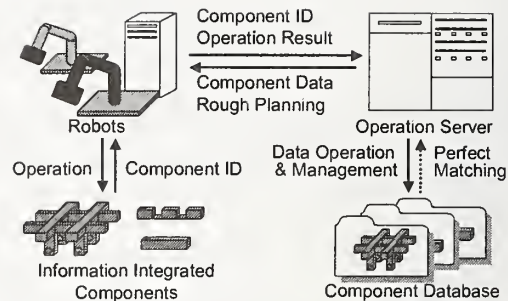 Component ID
Operation Result
Component Data
Rough Planning
Robots
Operation Server
Operation
Component ID
Data Operation
& Management
Perfect
Matching
Information Integrated
Components
Component Database